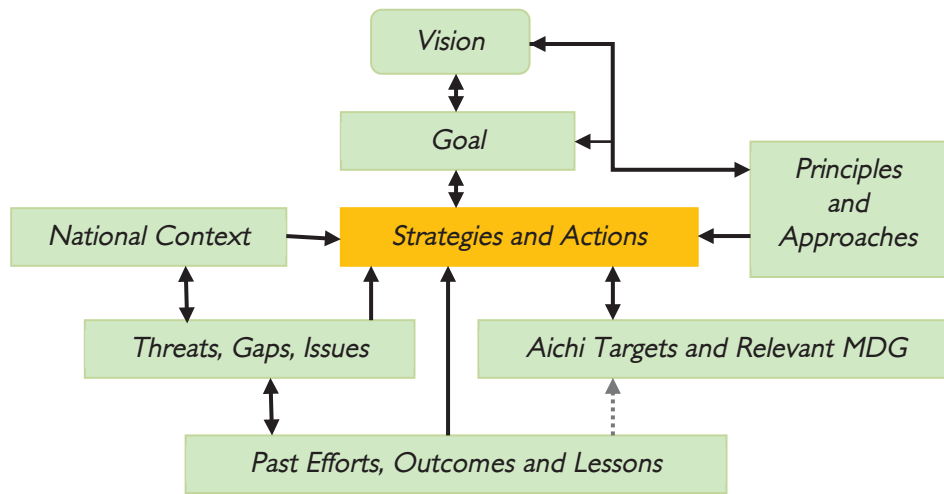 Vision
Goal
Principles
and
Approaches
National Context
Strategies and Actions
Threats, Gaps, Issues
Aichi Targets and Relevant MDG
Past Efforts, Outcomes and Lessons